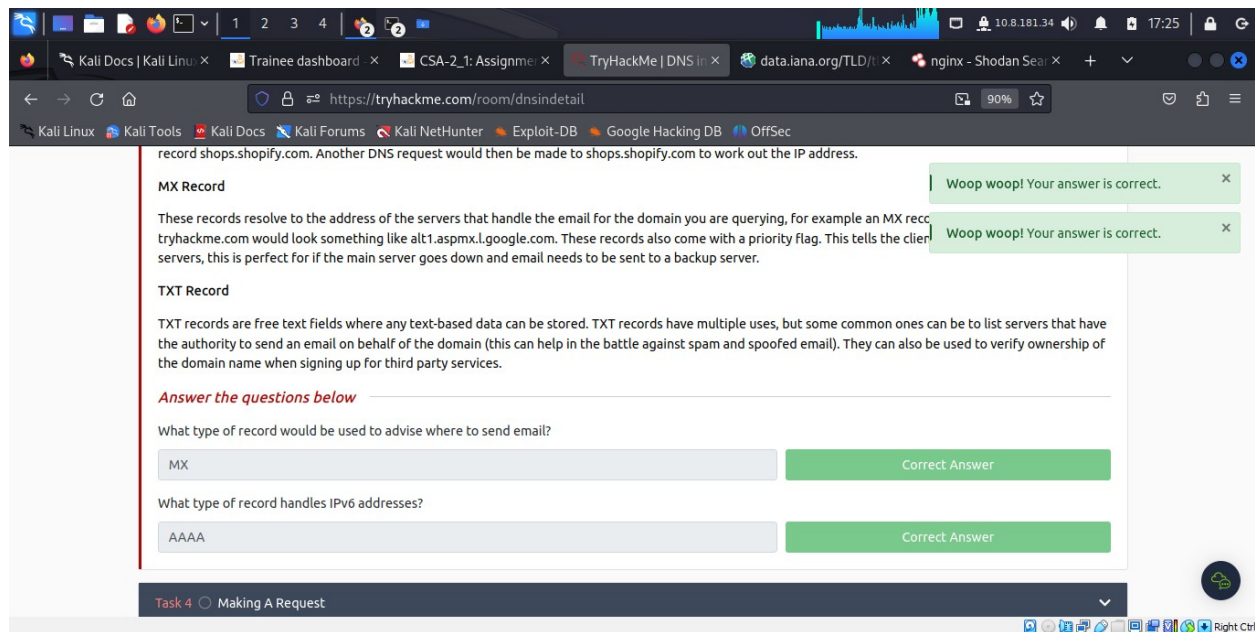 1 2 3 4 2 2 10.8.181.34 17:25
Kali Docs | Kali Linu Trainee dashboard - CSA-2_1: Assignmen TryHackMe | DNS in data.iana.org/TLD/t nginx - Shodan Sear
https://tryhackme.com/room/dnsindetail 90%
Kali Linux Kali Tools Kali Docs Kali Forums Kali NetHunter Exploit-DB Google Hacking DB OffSec
record shops.shopify.com. Another DNS request would then be made to shops.shopify.com to work out the IP address.
Woop woop! Your answer is correct. ×
MX Record
These records resolve to the address of the servers that handle the email for the domain you are querying, for example an MX reco
Woop woop! Your answer is correct. ×
tryhackme.com would look something like alt1.aspmx.l.google.com. These records also come with a priority flag. This tells the clien
servers, this is perfect for if the main server goes down and email needs to be sent to a backup server.
TXT Record
TXT records are free text fields where any text-based data can be stored. TXT records have multiple uses, but some common ones can be to list servers that have
the authority to send an email on behalf of the domain (this can help in the battle against spam and spoofed email). They can also be used to verify ownership of
the domain name when signing up for third party services.
Answer the questions below
What type of record would be used to advise where to send email?
MX Correct Answer
What type of record handles IPv6 addresses?
AAAA Correct Answer
Task 4 Making A Request
Right Ctrl